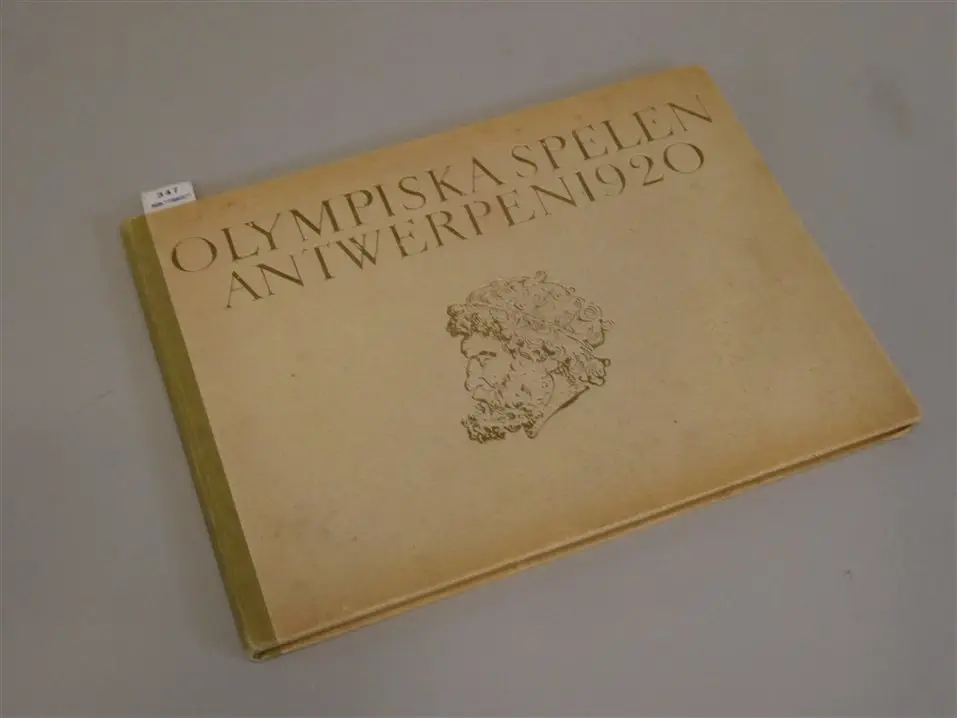 347
OLYMPISKA SPELEN
ANTWERPEN 1920